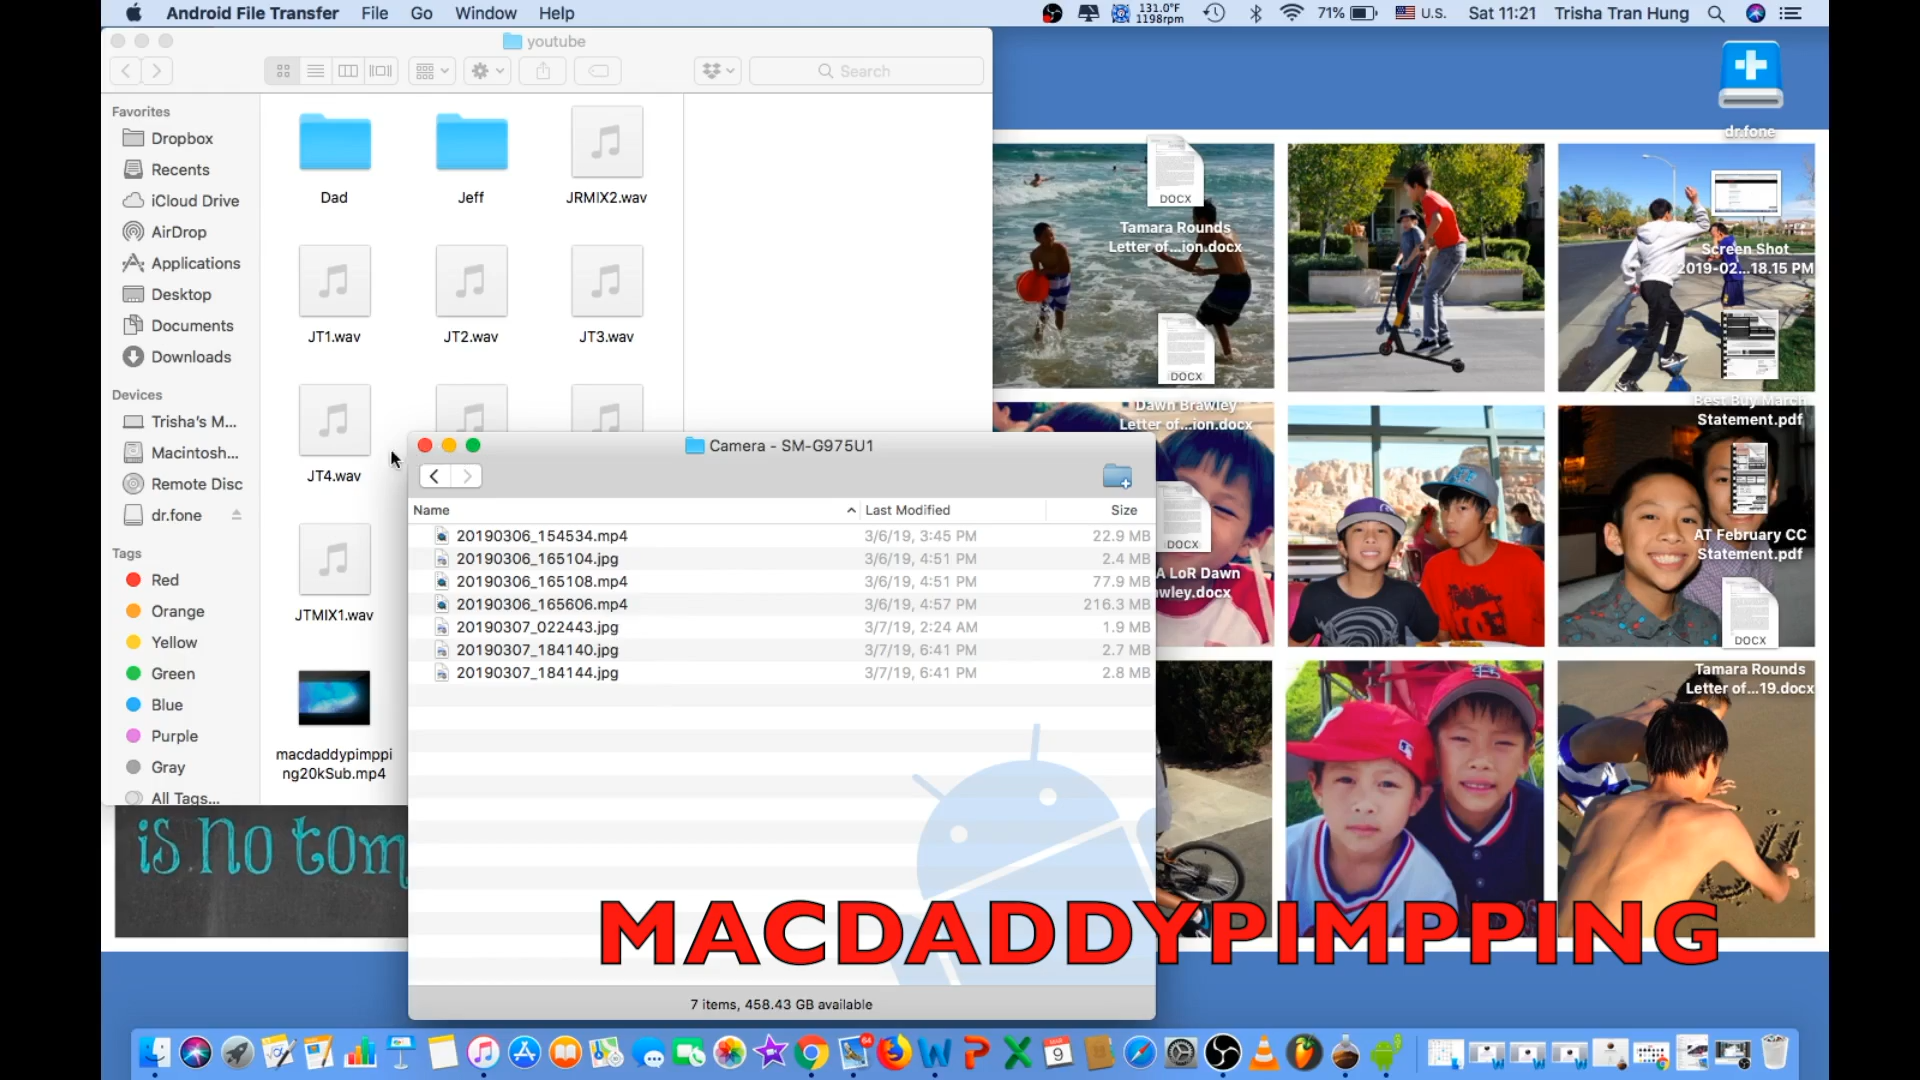 Android File Transfer File Go Window Help
131.0°F
1198rpm
71% U.S. Sat 11:21 Trisha Tran Hung
youtube
Search
Favorites
Dropbox
Recents
iCloud Drive
AirDrop
Applications
Desktop
Documents
Downloads
Devices
Trisha's M...
Macintosh...
Remote Disc
dr.fone
Tags
Red
Orange
Yellow
Green
Blue
Purple
Gray
All Tags...
Dad Jeff JRMIX2.wav
JT1.wav JT2.wav JT3.wav
JT4.wav
JTMIX1.wav
macdaddypimpp
ing20kSub.mp4
Camera - SM-G975U1
Name Last Modified Size
20190306_154534.mp4 3/6/19, 3:45 PM 22.9 MB
20190306_165104.jpg 3/6/19, 4:51 PM 2.4 MB
20190306_165108.mp4 3/6/19, 4:51 PM 77.9 MB
20190306_165606.mp4 3/6/19, 4:57 PM 216.3 MB
20190307_022443.jpg 3/7/19, 2:24 AM 1.9 MB
20190307_184140.jpg 3/7/19, 6:41 PM 2.7 MB
20190307_184144.jpg 3/7/19, 6:41 PM 2.8 MB
7 items, 458.43 GB available
dr.fone
DOCX
Tamara Rounds
Letter of...ion.docx
Screen Shot
2019-02...18.15 PM
DOCX
Dawn Brawley
Letter of...ion.docx
Best Buy March
Statement.pdf
DOCX
A LoR Dawn
wley.docx
AT February CC
Statement.pdf
DOCX
Tamara Rounds
Letter of...19.docx
is no tom
MACDADDYPIMPPING
9